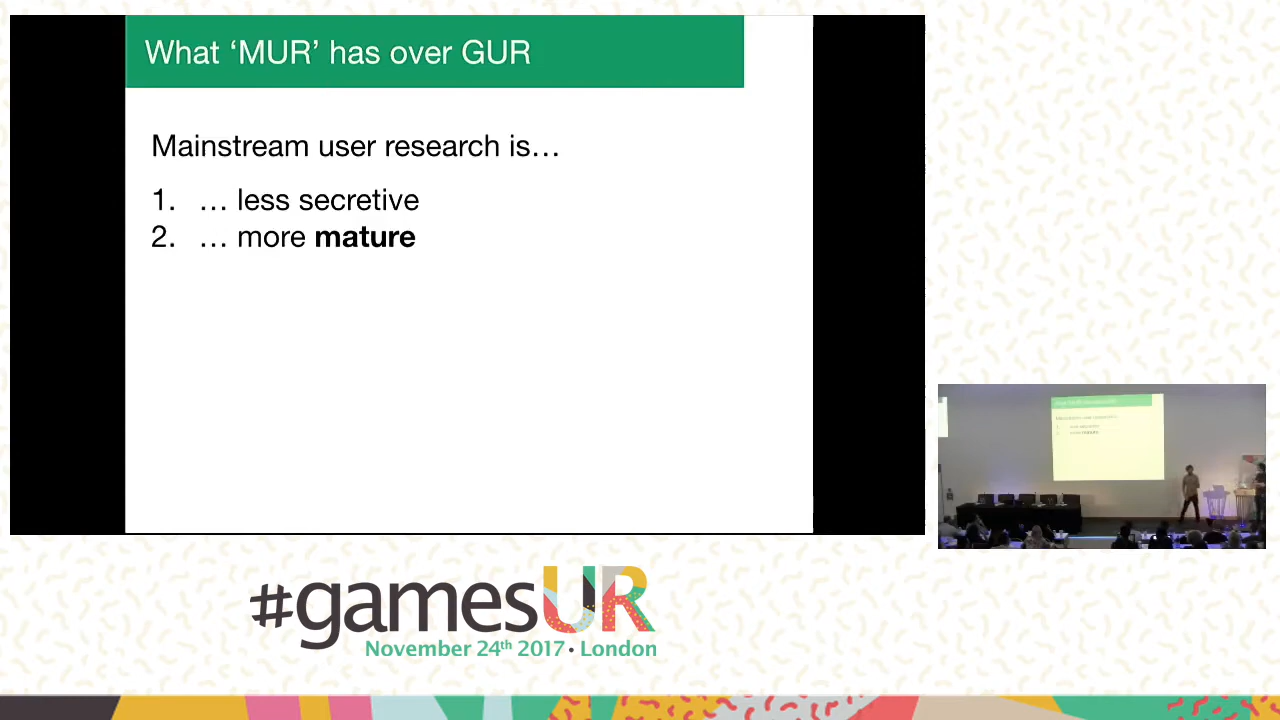 What ‘MUR’ has over GUR
Mainstream user research is…
1. … less secretive
2. … more mature
#gamesUR
November 24th 2017 • London